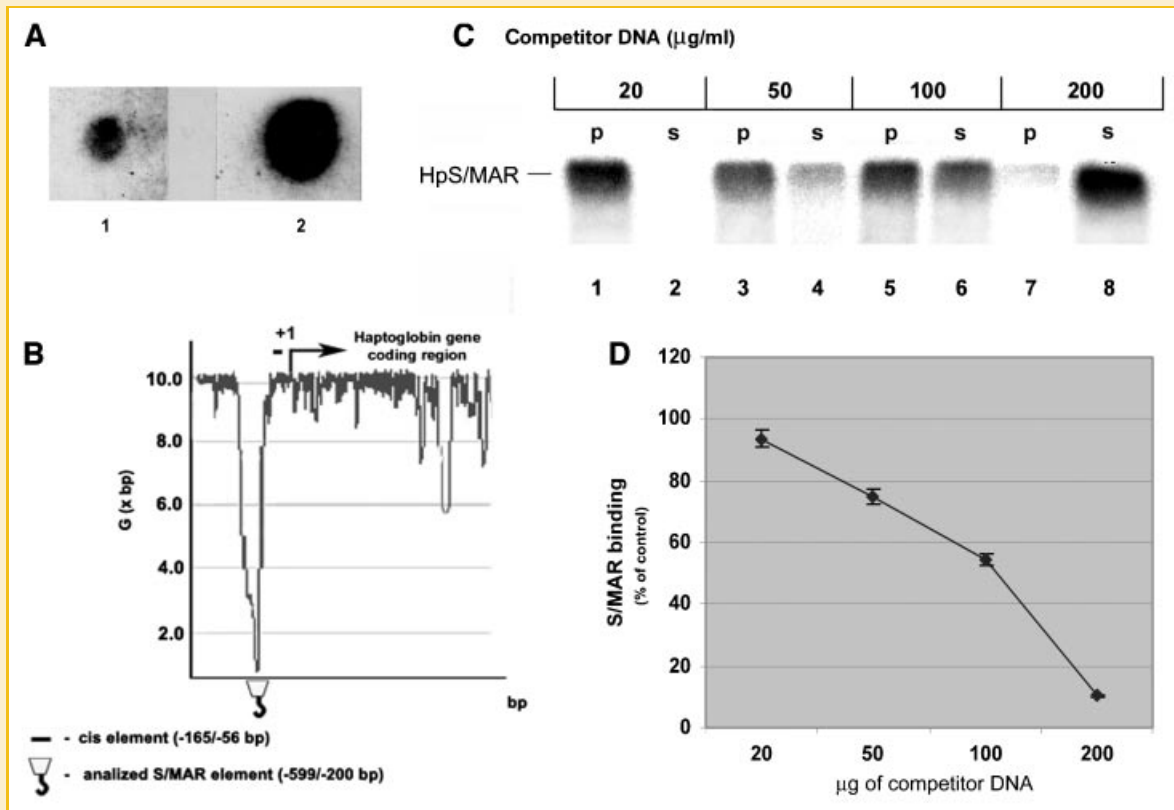 A
1 2
C Competitor DNA (μg/ml)
20 50 100 200
p s p s p s p s
HpS/MAR
1 2 3 4 5 6 7 8
B
+1
Haptoglobin gene
coding region
G (x bp)
10.0
8.0
6.0
4.0
2.0
bp
- cis element (-165/-56 bp)
- analized S/MAR element (-599/-200 bp)
D
S/MAR binding
(% of control)
120
100
80
60
40
20
0
20 50 100 200
μg of competitor DNA